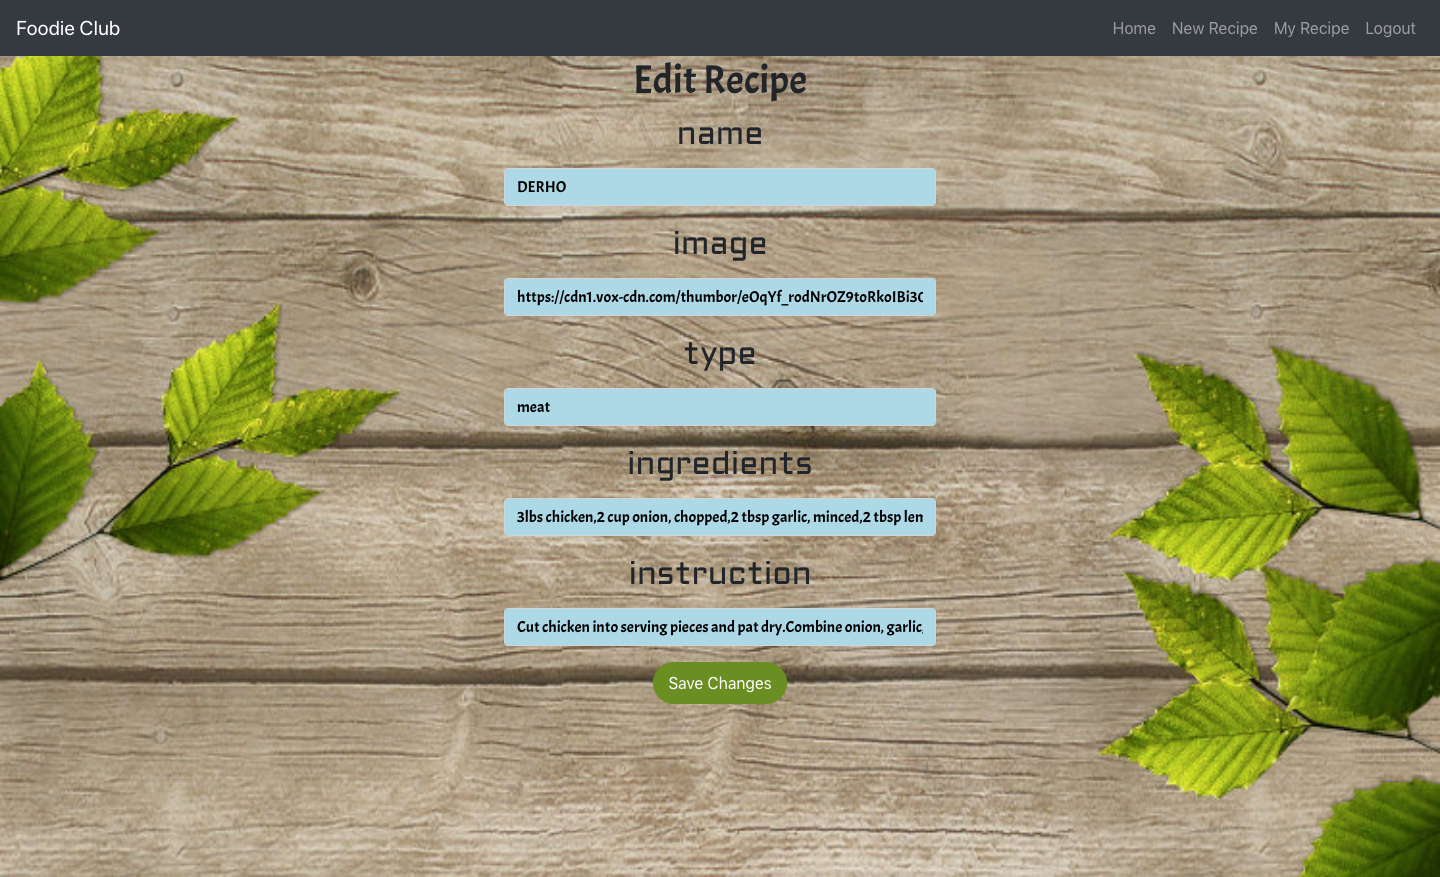 Foodie Club Home New Recipe My Recipe Logout
Edit Recipe
name
DERHO
image
https://cdn1.vox-cdn.com/thumbor/eOqYf_rodNrOZ9toRkoIBi3
type
meat
ingredients
3lbs chicken,2 cup onion, chopped,2 tbsp garlic, minced,2 tbsp
instruction
Cut chicken into serving pieces and pat dry.Combine onion, garlic,
Save Changes